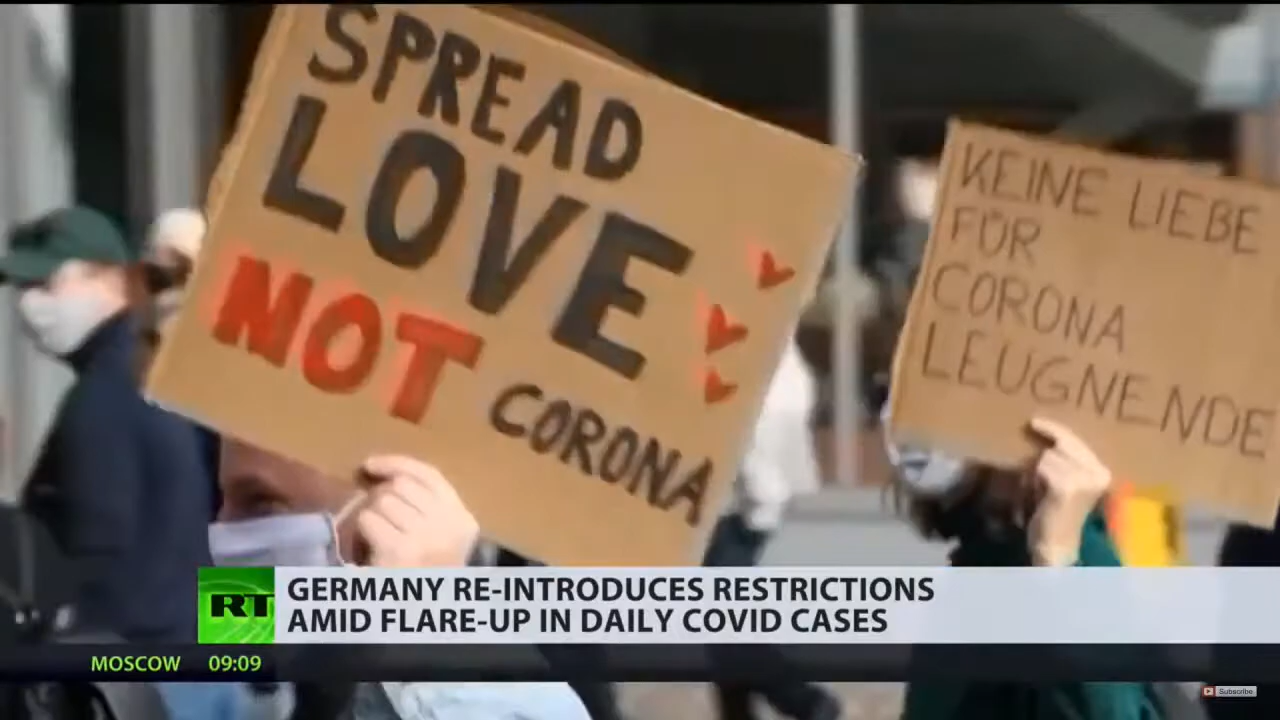 SPREAD
LOVE
NOT CORONA
KEINE LIEBE
FÜR
CORONA
LEUGNENDE
RT
GERMANY RE-INTRODUCES RESTRICTIONS
AMID FLARE-UP IN DAILY COVID CASES
MOSCOW 09:09
Subscribe